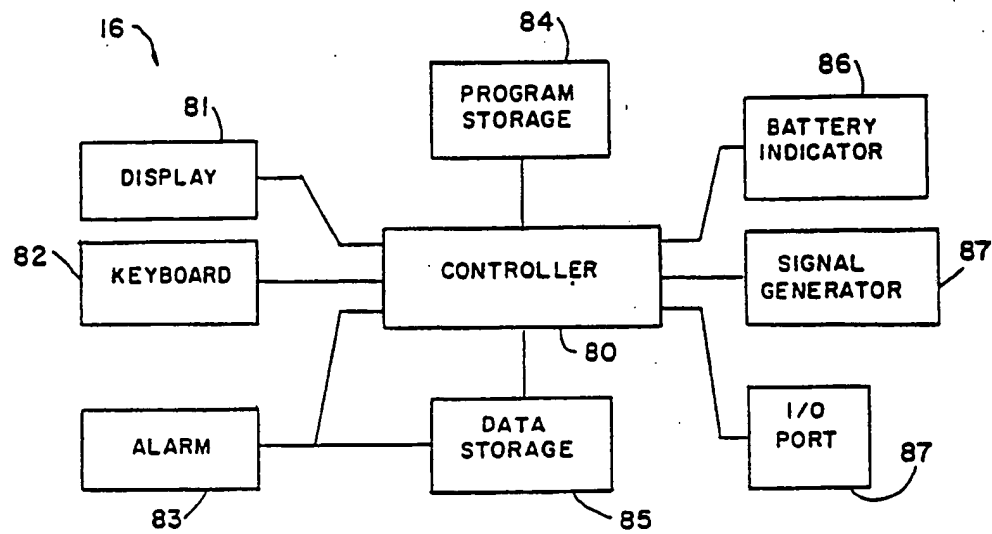 16
84
PROGRAM
STORAGE
86
BATTERY
INDICATOR
81
DISPLAY
82
KEYBOARD
CONTROLLER
80
SIGNAL
GENERATOR
87
ALARM
83
DATA
STORAGE
85
I/O
PORT
87